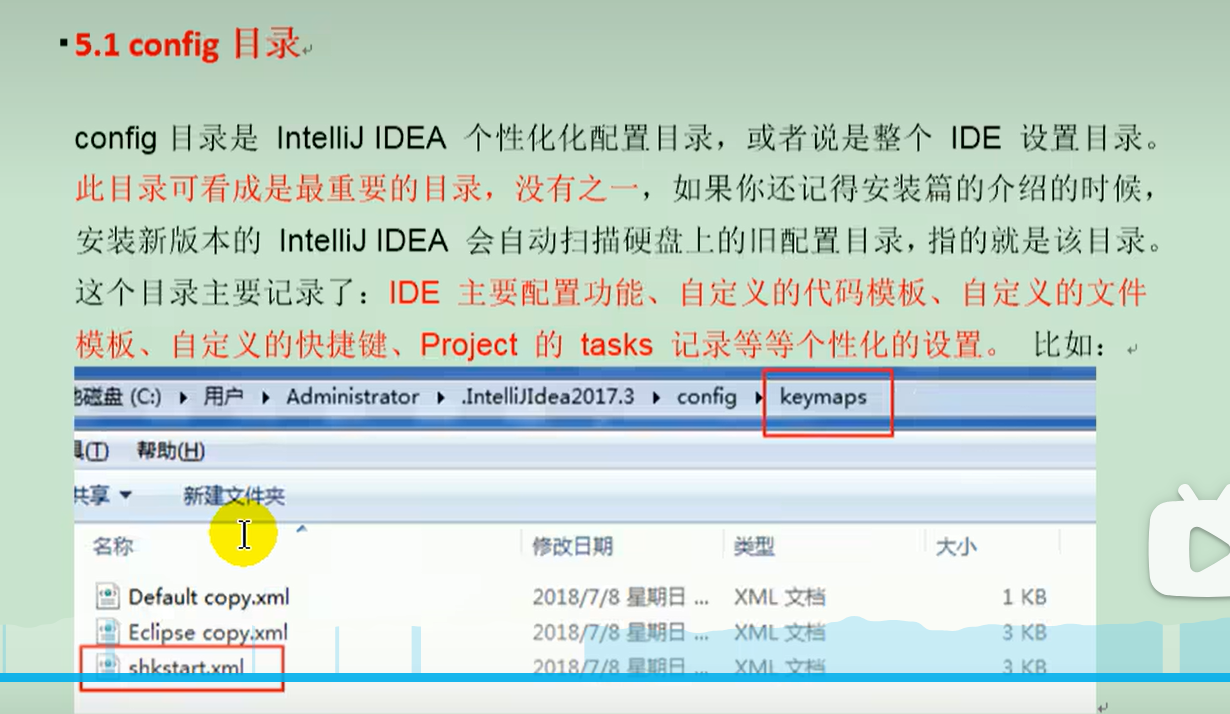 5.1 config 目录
config 目录是 IntelliJ IDEA 个性化化配置目录，或者说是整个 IDE 设置目录。
此目录可看成是最重要的目录，没有之一，如果你还记得安装篇的介绍的时候，
安装新版本的 IntelliJ IDEA 会自动扫描硬盘上的旧配置目录，指的就是该目录。
这个目录主要记录了：IDE 主要配置功能、自定义的代码模板、自定义的文件
模板、自定义的快捷键、Project 的 tasks 记录等等个性化的设置。 比如：
磁盘 (C:) 用户 Administrator .IntelliJIdea2017.3 config keymaps
具(T) 帮助(H)
共享 新建文件夹
名称 修改日期 类型 大小
Default copy.xml 2018/7/8 星期日 ... XML 文档 1 KB
Eclipse copy.xml 2018/7/8 星期日 ... XML 文档 3 KB
shkstart.xml 2018/7/8 星期日 ... XML 文档 3 KB